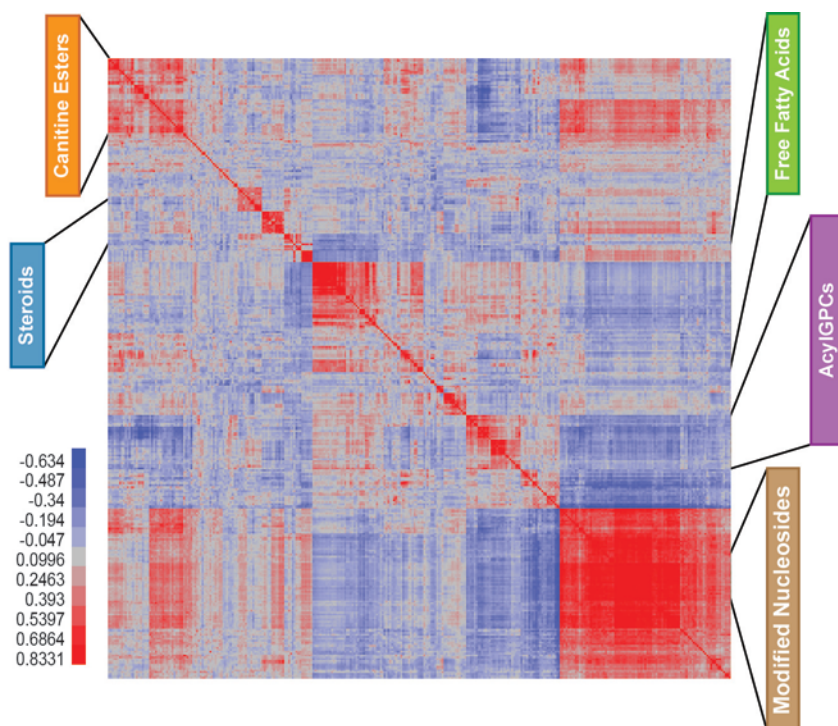 Canitine Esters
Steroids
Free Fatty Acids
AcylGPCs
Modified Nucleosides
-0.634
-0.487
-0.34
-0.194
-0.047
0.0996
0.2463
0.393
0.5397
0.6864
0.8331